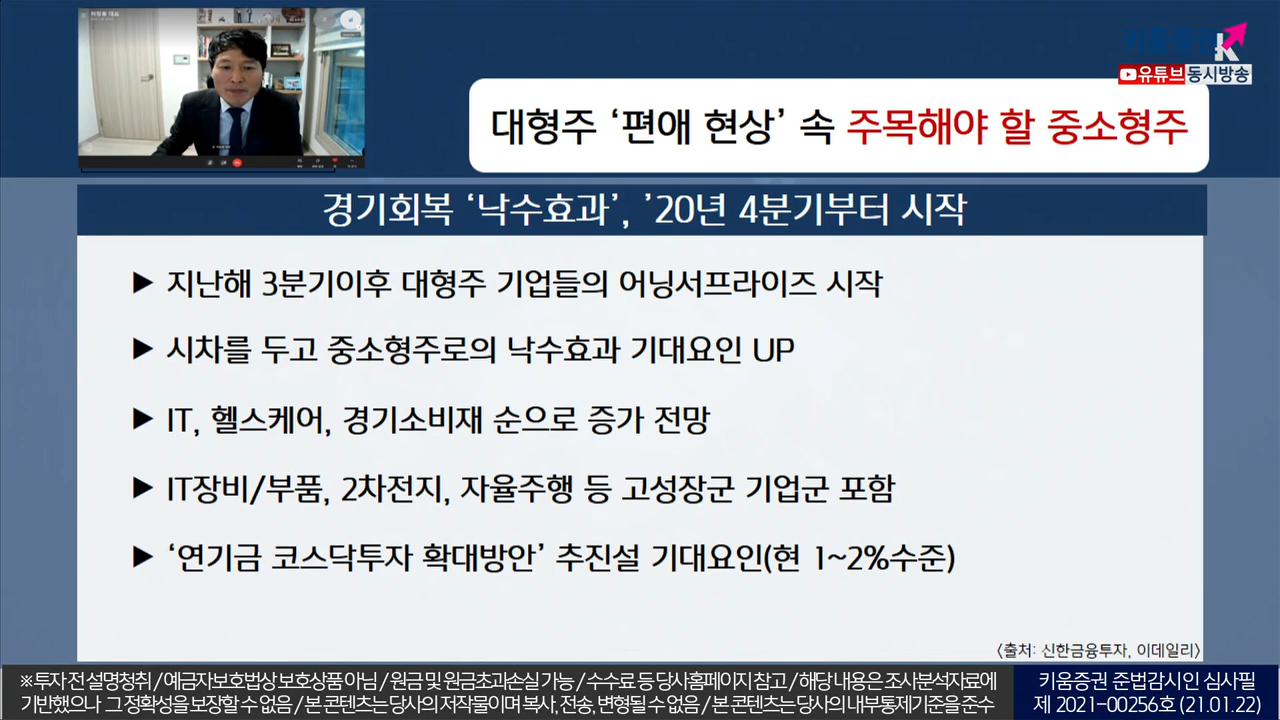 키움증권
유튜브동시방송
대형주 ‘편애 현상’ 속 주목해야 할 중소형주
경기회복 ‘낙수효과’, ’20년 4분기부터 시작
▶ 지난해 3분기이후 대형주 기업들의 어닝서프라이즈 시작
▶ 시차를 두고 중소형주로의 낙수효과 기대요인 UP
▶ IT, 헬스케어, 경기소비재 순으로 증가 전망
▶ IT장비/부품, 2차전지, 자율주행 등 고성장군 기업군 포함
▶ ‘연기금 코스닥투자 확대방안’ 추진설 기대요인(현 1~2%수준)
<출처: 신한금융투자, 이데일리>
※ 투자 전 설명청취 / 예금자보호법상 보호상품 아님 / 원금 및 원금초과손실 가능 / 수수료 등 당사홈페이지 참고 / 해당 내용은 조사분석자료에
기반했으나 그 정확성을 보장할 수 없음 / 본 콘텐츠는 당사의 저작물이며 복사, 전송, 변형될 수 없음 / 본 콘텐츠는 당사의 내부통제기준을 준수
키움증권 준법감시인 심사필
제 2021-00256호 (21.01.22)